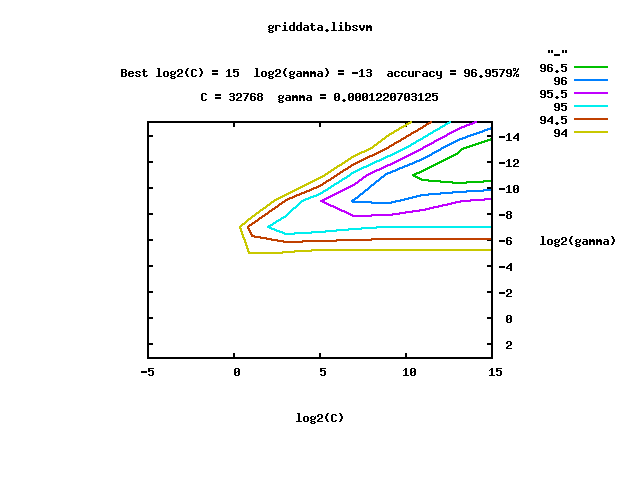 griddata.libsvm
"-"
Best log2(C) = 15 log2(gamma) = -13 accuracy = 96.9579%
C = 32768 gamma = 0.0001220703125
96.5
96
95.5
95
94.5
94
-14
-12
-10
-8
-6
-4
-2
0
2
log2(gamma)
-5 0 5 10 15
log2(C)